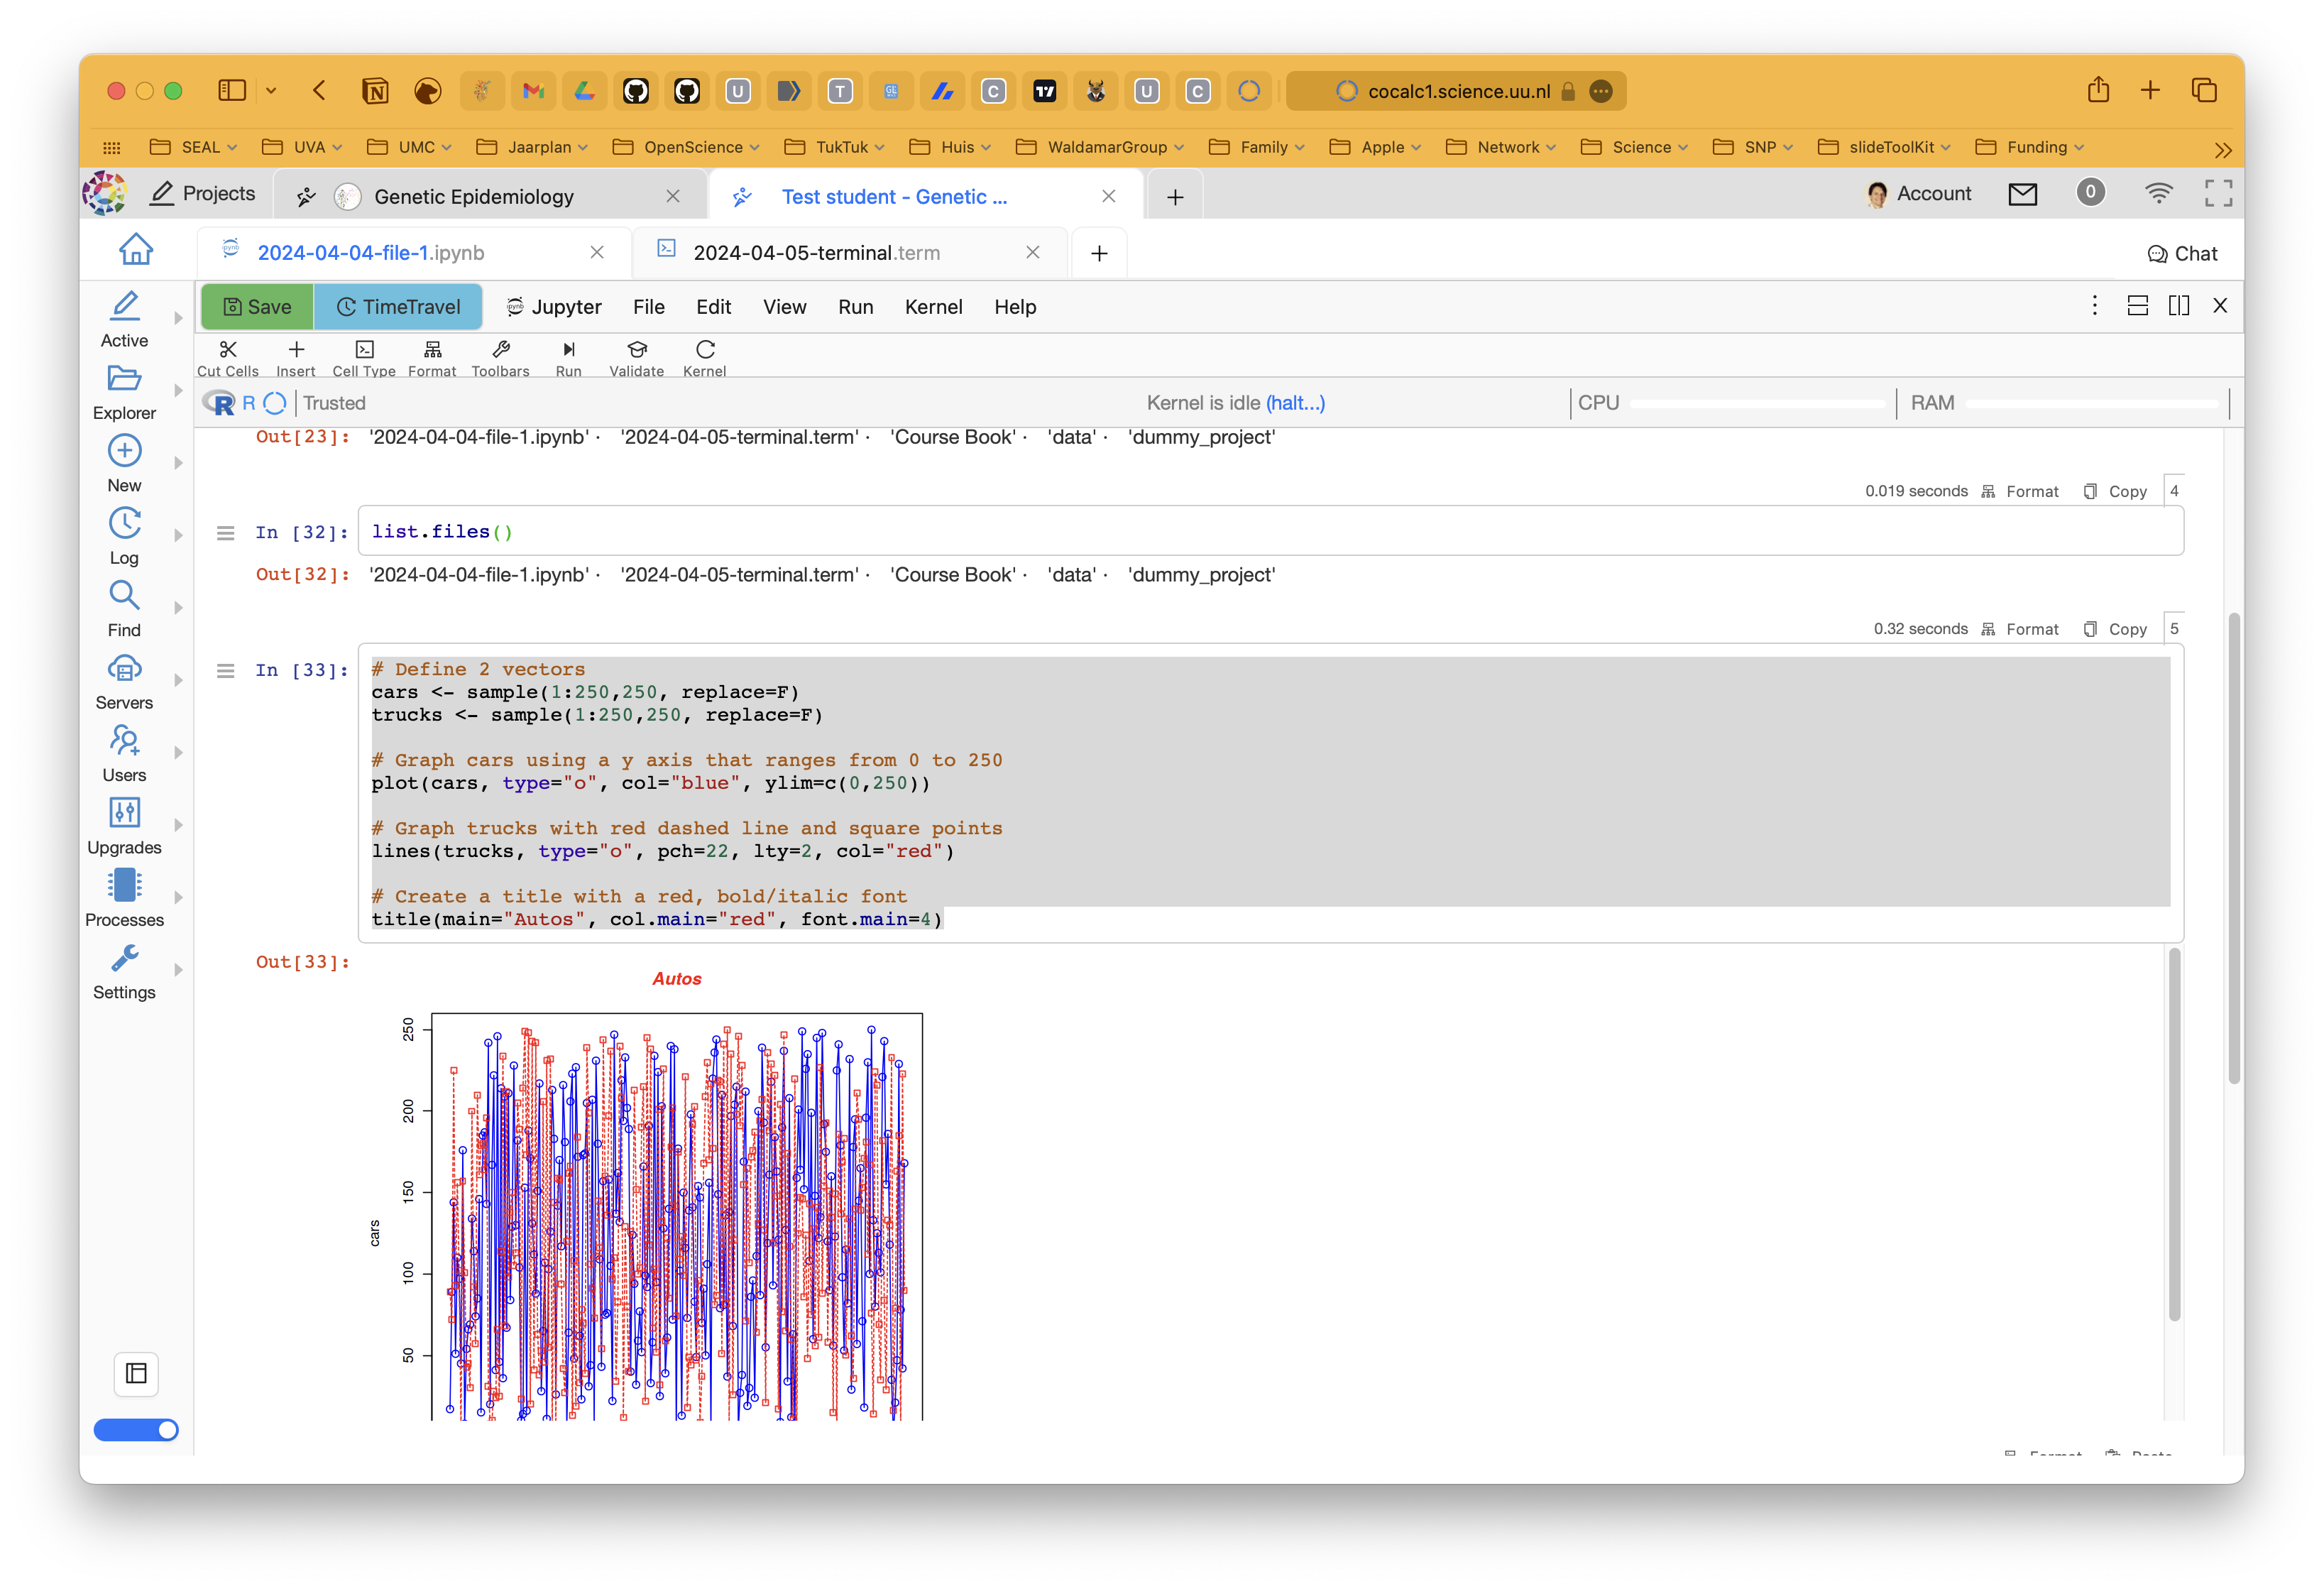 cocalc1.science.uu.nl
SEAL UVA UMC Jaarplan OpenScience TukTuk Huis WaldamarGroup Family Apple Network Science SNP slideToolKit Funding
Projects Genetic Epidemiology Test student - Genetic ... Account 0
2024-04-04-file-1.ipynb 2024-04-05-terminal.term Chat
Save TimeTravel Jupyter File Edit View Run Kernel Help
Cut Cells Insert Cell Type Format Toolbars Run Validate Kernel
R Trusted Kernel is idle (halt...) CPU RAM
Active
Explorer
New
Log
Find
Servers
Users
Upgrades
Processes
Settings
Out[23]: '2024-04-04-file-1.ipynb' · '2024-04-05-terminal.term' · 'Course Book' · 'data' · 'dummy_project'
0.019 seconds Format Copy 4
In [32]: list.files()
Out[32]: '2024-04-04-file-1.ipynb' · '2024-04-05-terminal.term' · 'Course Book' · 'data' · 'dummy_project'
0.32 seconds Format Copy 5
In [33]: # Define 2 vectors
cars <- sample(1:250,250, replace=F)
trucks <- sample(1:250,250, replace=F)
# Graph cars using a y axis that ranges from 0 to 250
plot(cars, type="o", col="blue", ylim=c(0,250))
# Graph trucks with red dashed line and square points
lines(trucks, type="o", pch=22, lty=2, col="red")
# Create a title with a red, bold/italic font
title(main="Autos", col.main="red", font.main=4)
Out[33]:
Autos
250
200
150
100
50
cars